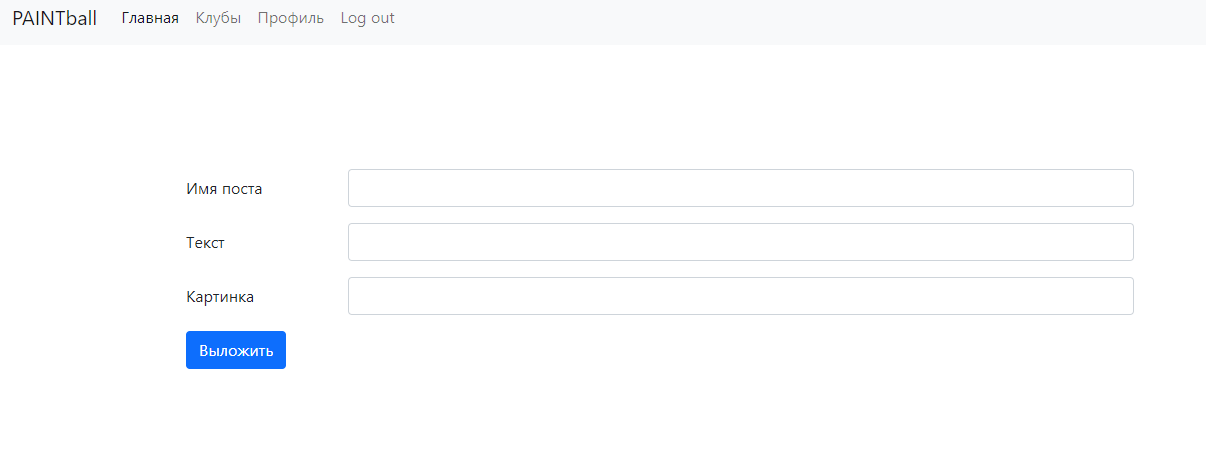 PAINTball Главная Клубы Профиль Log out
Имя поста
Текст
Картинка
Выложить